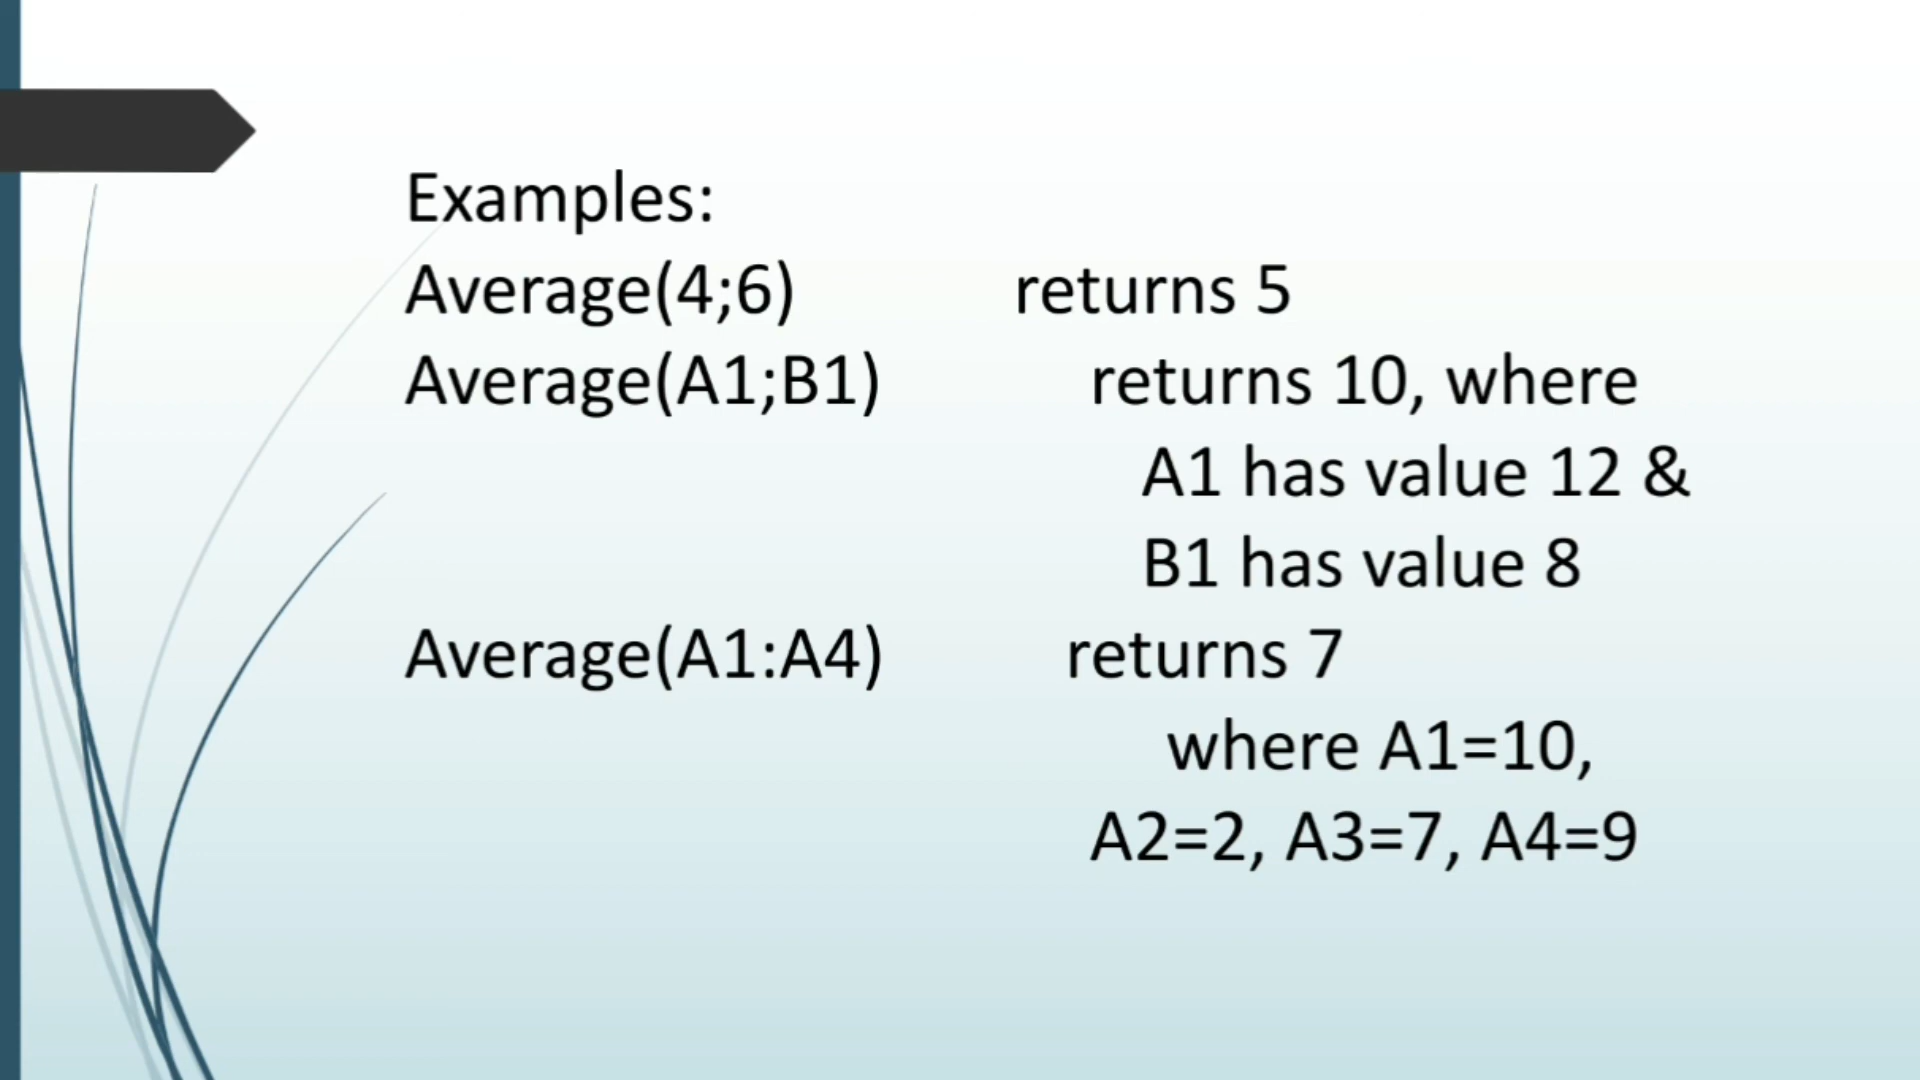 Examples:
Average(4;6) returns 5
Average(A1;B1) returns 10, where
A1 has value 12 &
B1 has value 8
Average(A1:A4) returns 7
where A1=10,
A2=2, A3=7, A4=9